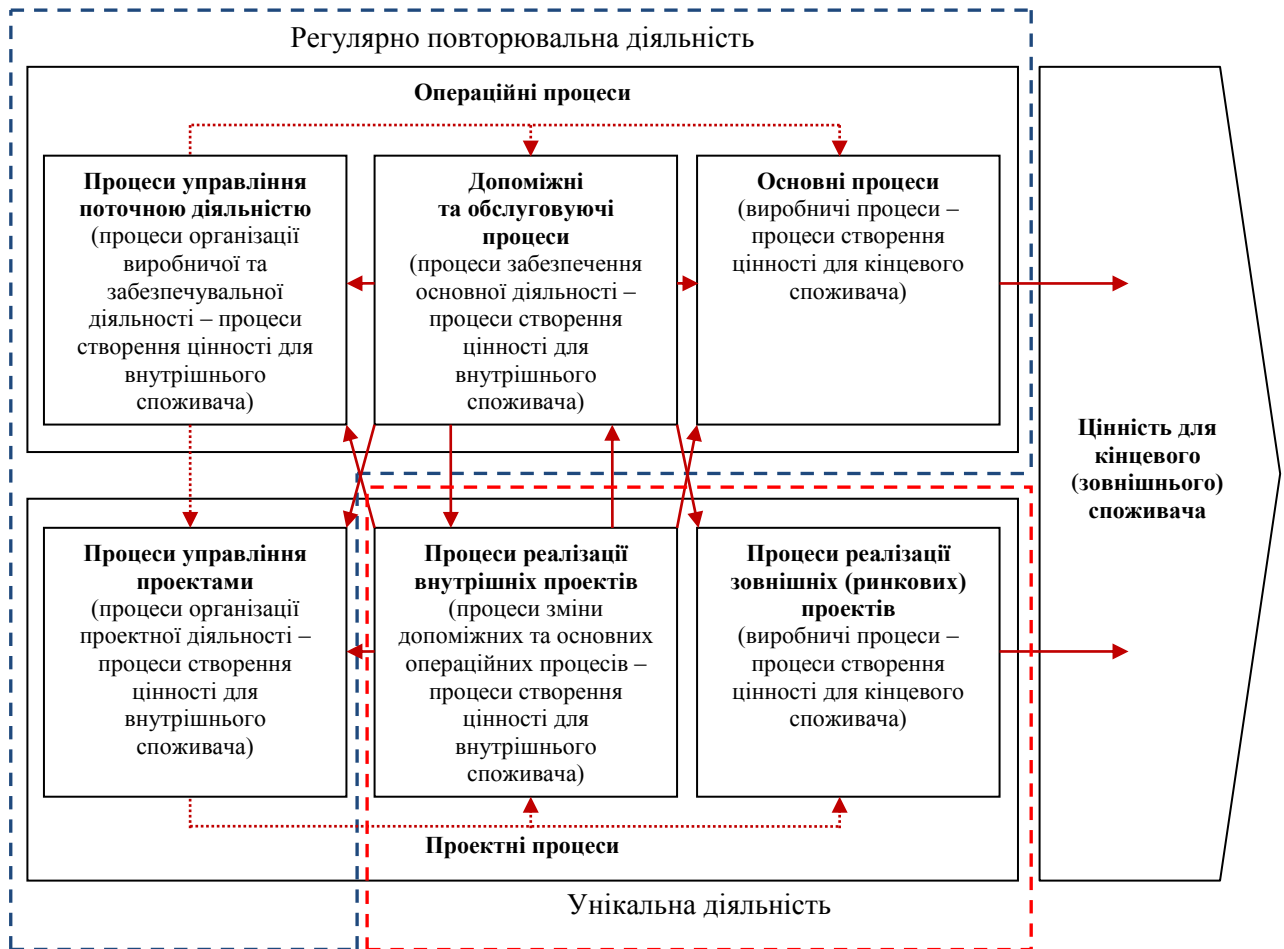 Регулярно повторювальна діяльність
Операційні процеси
Процеси управління
поточною діяльністю
(процеси організації
виробничої та
забезпечувальної
діяльності – процеси
створення цінності для
внутрішнього
споживача)
Допоміжні
та обслуговуючі
процеси
(процеси забезпечення
основної діяльності –
процеси створення
цінності для
внутрішнього
споживача)
Основні процеси
(виробничі процеси –
процеси створення
цінності для кінцевого
споживача)
Цінність для
кінцевого
(зовнішнього)
споживача
Процеси управління
проектами
(процеси організації
проектної діяльності –
процеси створення
цінності для
внутрішнього
споживача)
Процеси реалізації
внутрішніх проектів
(процеси зміни
допоміжних та основних
операційних процесів –
процеси створення
цінності для
внутрішнього
споживача)
Процеси реалізації
зовнішніх (ринкових)
проектів
(виробничі процеси –
процеси створення
цінності для кінцевого
споживача)
Проектні процеси
Унікальна діяльність